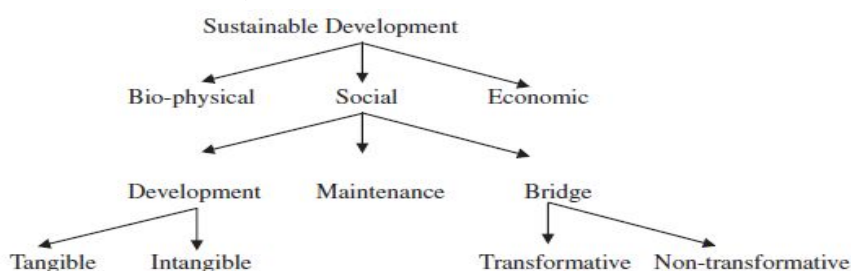 Sustainable Development
Bio-physical Social Economic
Development Maintenance Bridge
Tangible Intangible Transformative Non-transformative